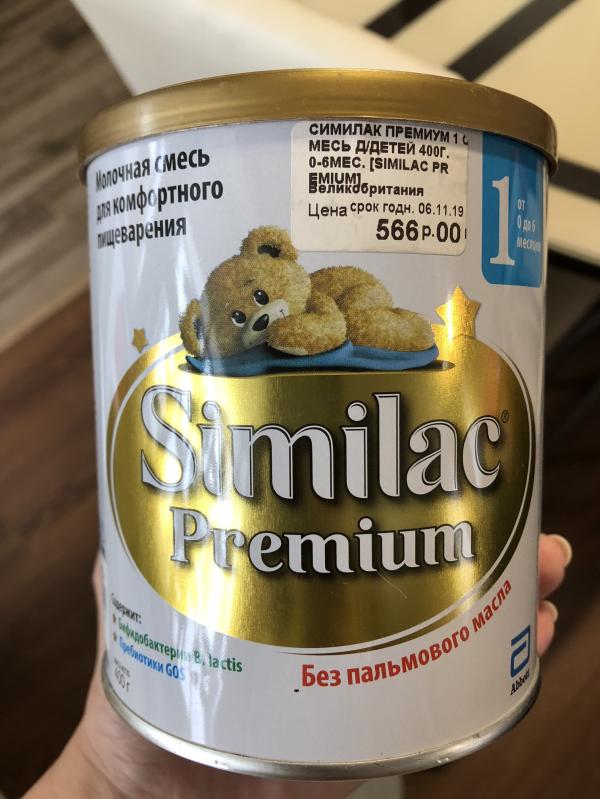 Молочная смесь
для комфортного
пищеварения
СИМИЛАК ПРЕМИУМ 1 С
МЕСЬ Д/ДЕТЕЙ 400Г.
0-6МЕС. [SIMILAC PR
EMIUM]
Великобритания
Цена срок годн. 06.11.19
566р.00
1
от
0 до 6
месяцев
Similac®
Premium
Содержит:
Бифидобактерии B. lactis
Пребиотики GOS
400 г
Без пальмового масла
Abbott